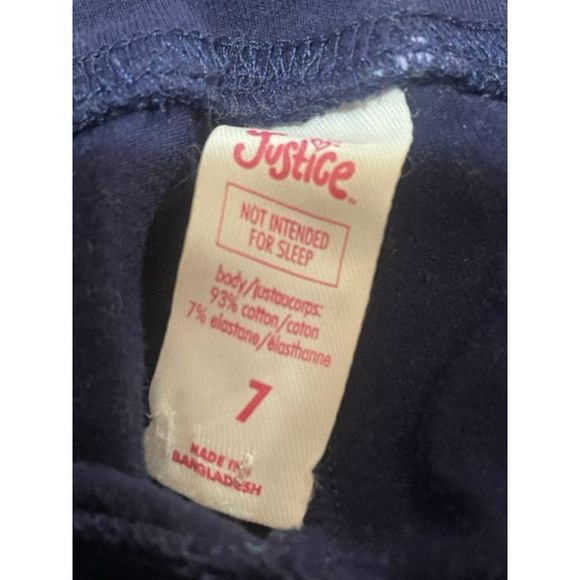 Justice
NOT INTENDED
FOR SLEEP
body/justaucorps:
93% cotton/coton
7% elastane/élasthanne
7
MADE IN
BANGLADESH